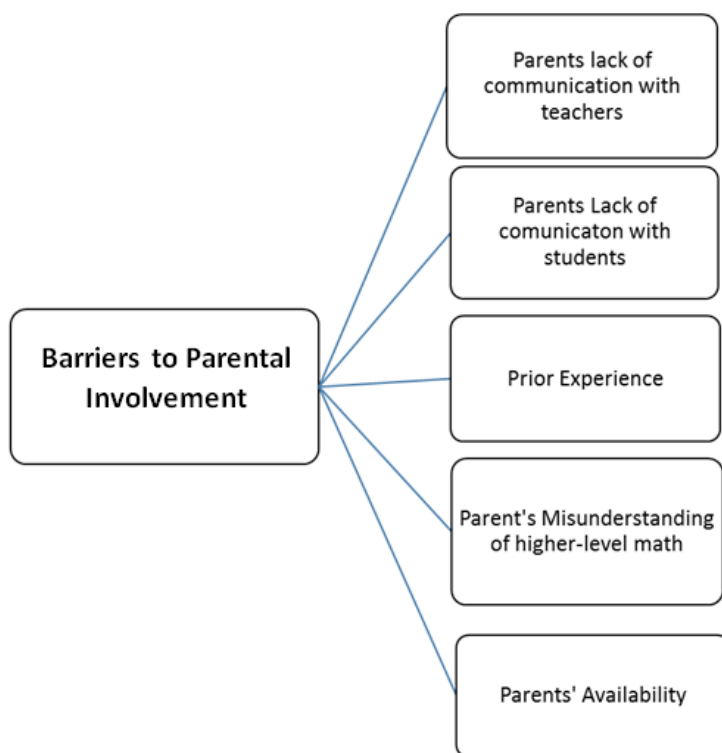 Parents lack of
communication with
teachers
Parents Lack of
comunicaton with
students
Barriers to Parental
Involvement
Prior Experience
Parent's Misunderstanding
of higher-level math
Parents' Availability